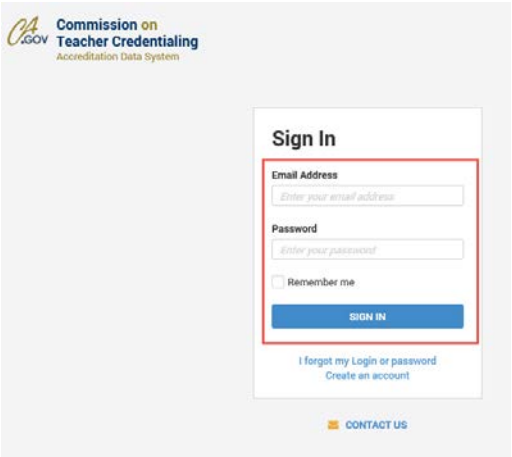 CA
.GOV
Commission on
Teacher Credentialing
Accreditation Data System
Sign In
Email Address
Enter your email address
Password
Enter your password
Remember me
SIGN IN
I forgot my Login or password
Create an account
CONTACT US